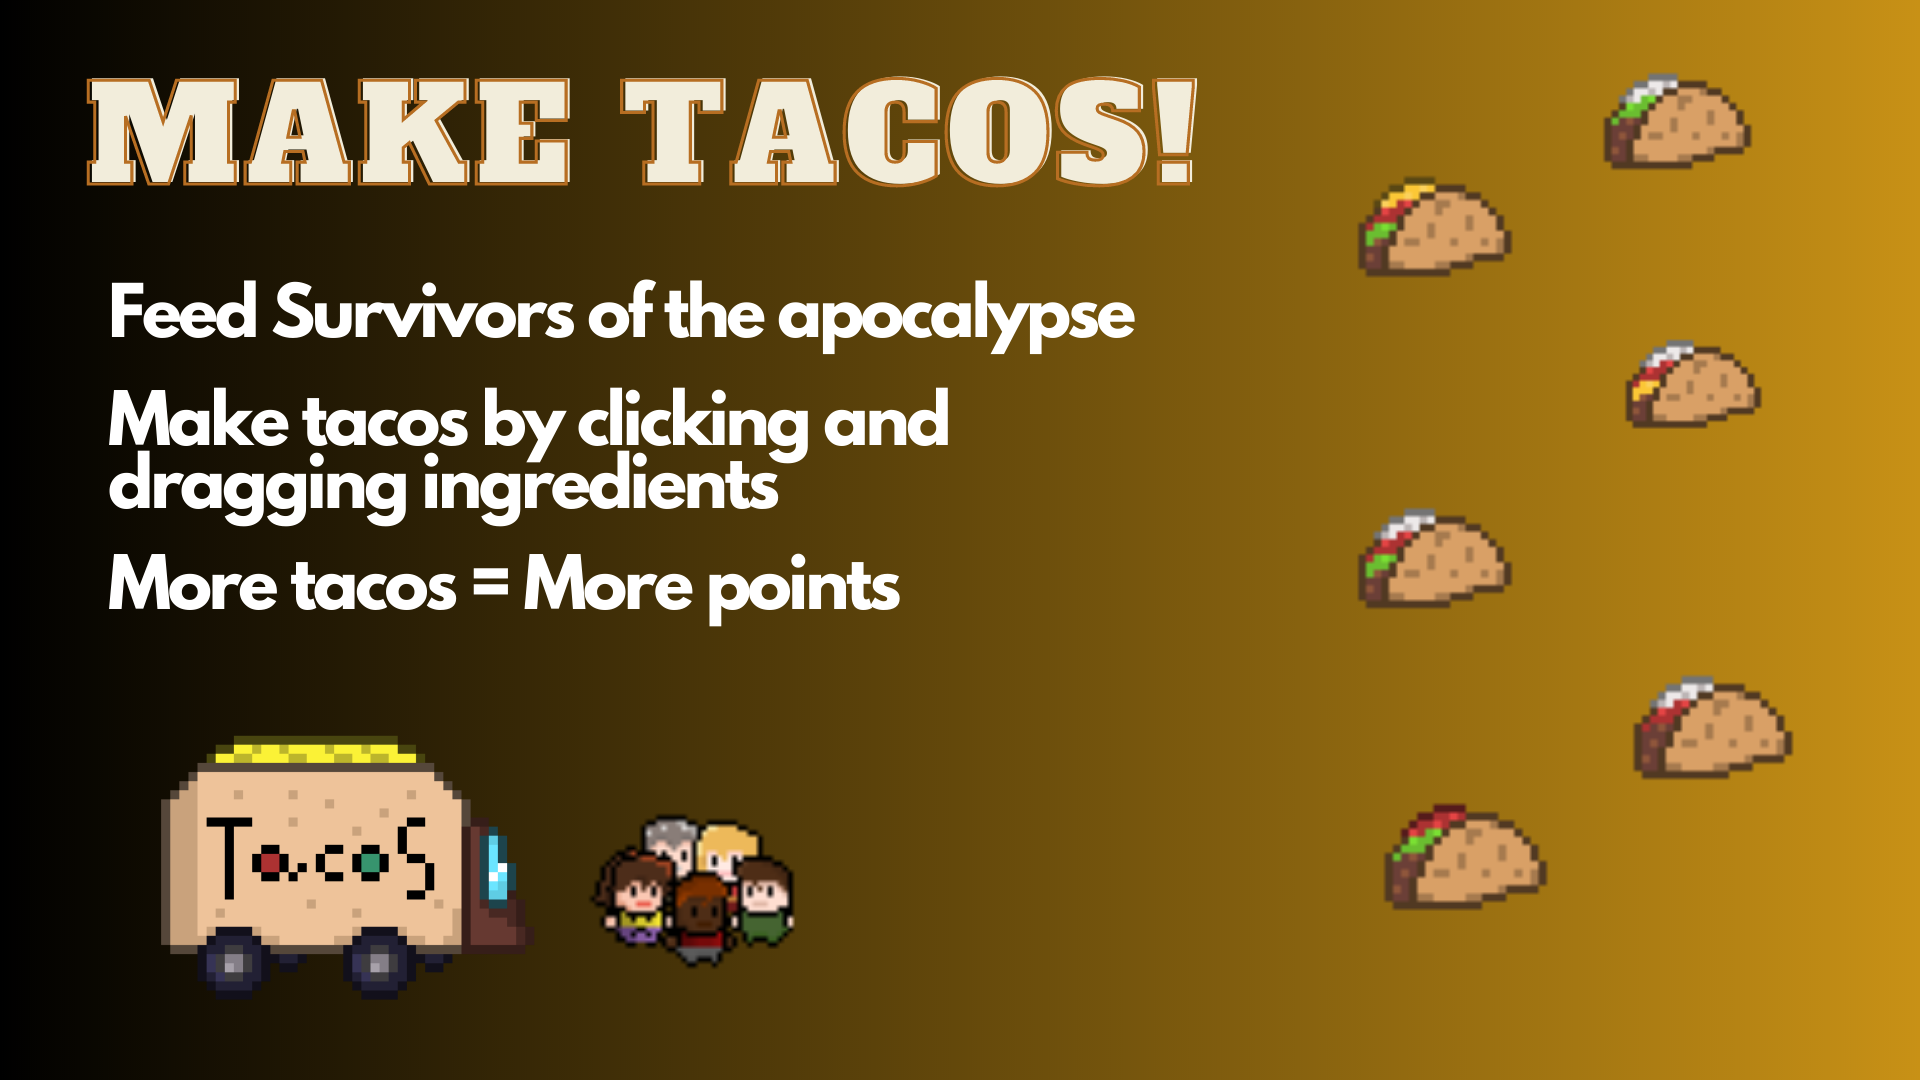 MAKE TACOS!
Feed Survivors of the apocalypse
Make tacos by clicking and
dragging ingredients
More tacos = More points
TacoS